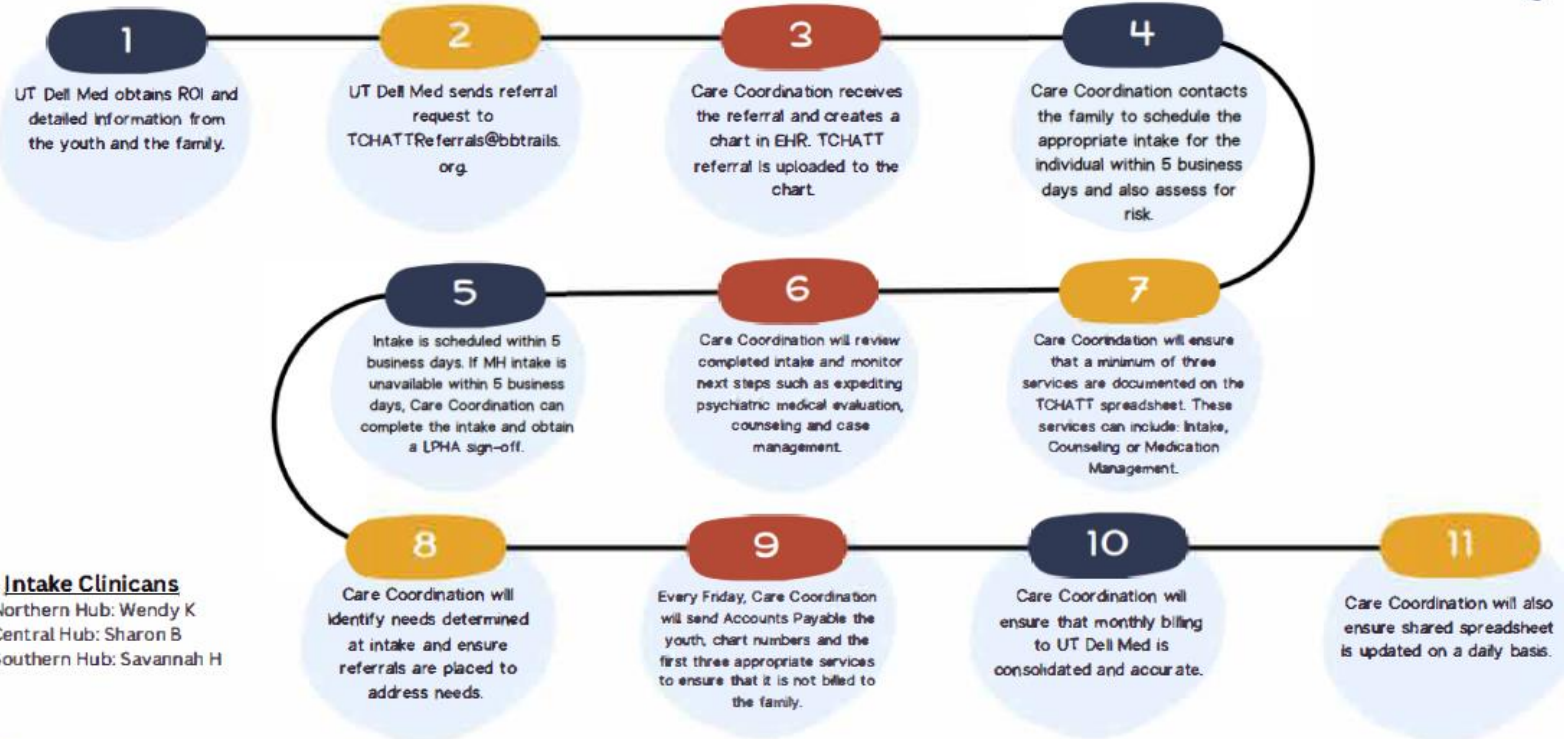 1
UT Dell Med obtains ROI and
detailed information from
the youth and the family.
2
UT Dell Med sends referral
request to
TCHATTReferrals@bbtrails.
org.
3
Care Coordination receives
the referral and creates a
chart in EHR. TCHATT
referral is uploaded to the
chart.
4
Care Coordination contacts
the family to schedule the
appropriate intake for the
individual within 5 business
days and also assess for
risk.
5
Intake is scheduled within 5
business days. If MH intake is
unavailable within 5 business
days, Care Coordination can
complete the intake and obtain
a LPHA sign-off.
6
Care Coordination will review
completed intake and monitor
next steps such as expediting
psychiatric medical evaluation,
counseling and case
management.
7
Care Coorindation will ensure
that a minimum of three
services are documented on the
TCHATT spreadsheet. These
services can include: Intake,
Counseling or Medication
Management.
8
Care Coordination will
identify needs determined
at intake and ensure
referrals are placed to
address needs.
9
Every Friday, Care Coordination
will send Accounts Payable the
youth, chart numbers and the
first three appropriate services
to ensure that it is not billed to
the family.
10
Care Coordination will
ensure that monthly billing
to UT Dell Med is
consolidated and accurate.
11
Care Coordination will also
ensure shared spreadsheet
is updated on a daily basis.
Intake Clinicans
Northern Hub: Wendy K
Central Hub: Sharon B
Southern Hub: Savannah H